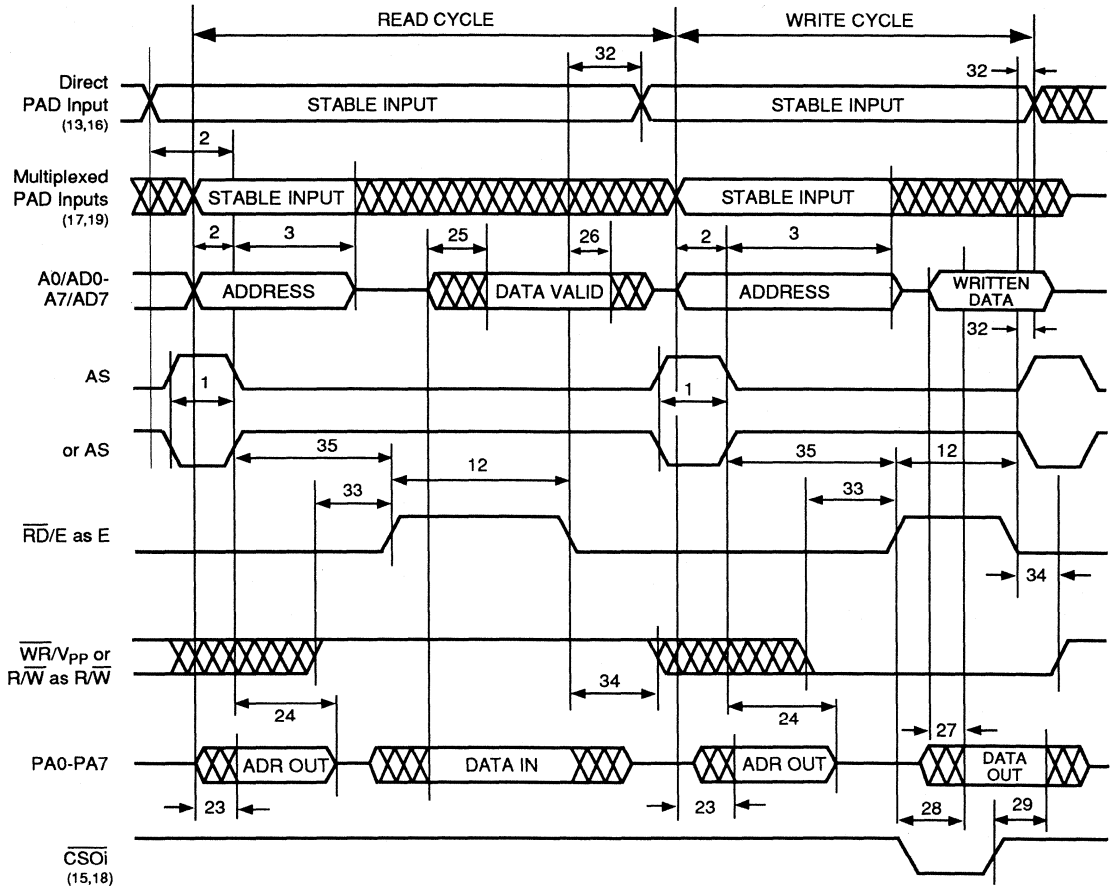 READ CYCLE WRITE CYCLE
32
32
Direct
PAD Input
(13,16)
STABLE INPUT STABLE INPUT
2
Multiplexed
PAD Inputs
(17,19)
STABLE INPUT STABLE INPUT
2 3 25 26 2 3
A0/AD0-
A7/AD7
ADDRESS DATA VALID ADDRESS WRITTEN
DATA
32
AS
1 1
or AS
35 12 35 12
33 33
RD/E as E
34
WR/VPP or
R/W as R/W
34
24 24
27
PA0-PA7
ADR OUT DATA IN ADR OUT DATA
OUT
23 23 28 29
CSOi
(15,18)